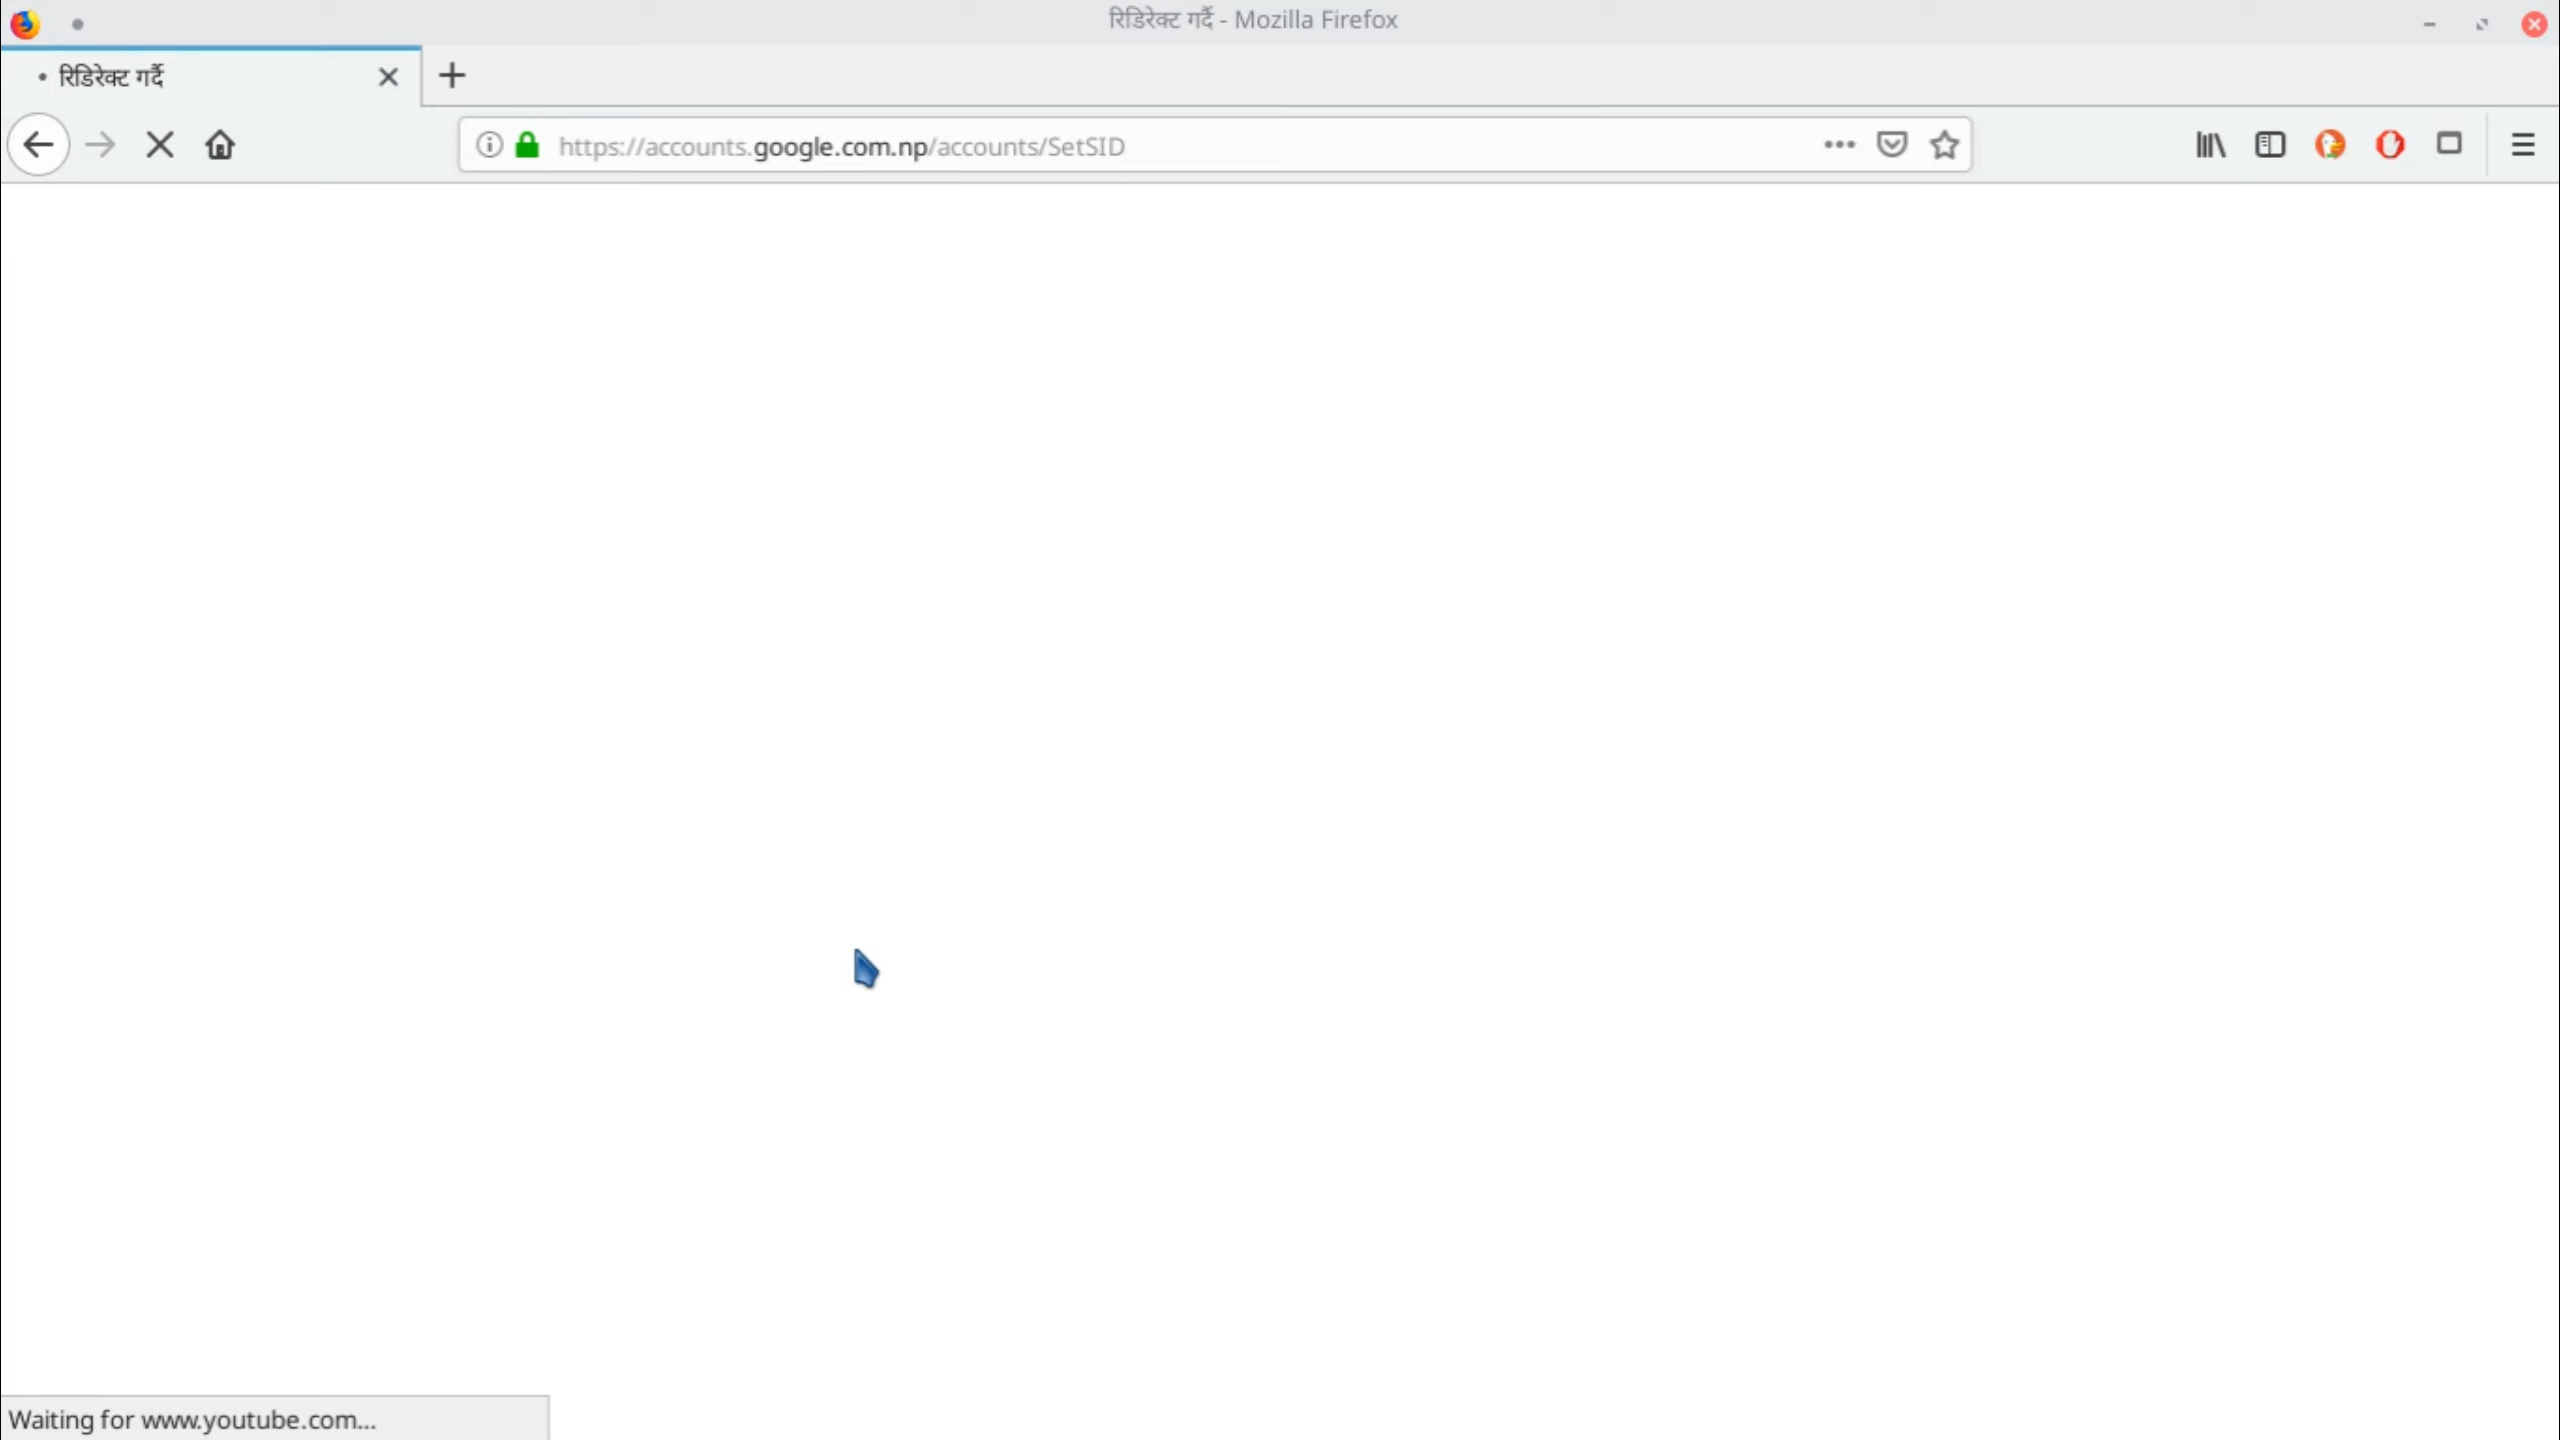 रिडिरेक्ट गर्दै - Mozilla Firefox
रिडिरेक्ट गर्दै
https://accounts.google.com.np/accounts/SetSID
Waiting for www.youtube.com...